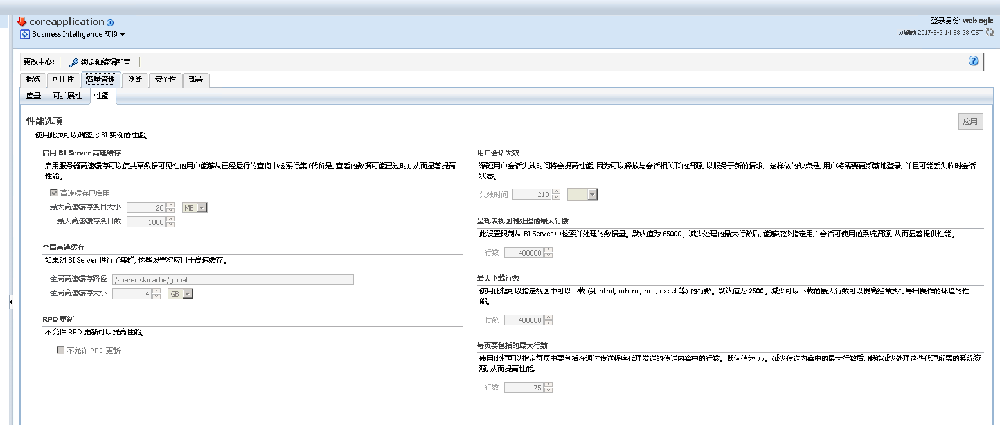 coreapplication
登录身份 weblogic
Business Intelligence 实例
页刷新 2017-3-2 14:58:28 CST
更改中心: 锁定和编辑配置
概览 可用性 容量管理 诊断 安全性 部署
度量 可扩展性 性能
性能选项
应用
使用此页可以调整此 BI 实例的性能。
启用 BI Server 高速缓存
启用服务器高速缓存可以使共享数据可见性的用户能够从已经运行的查询中检索行集 (代价是, 查看的数据可能已过时), 从而显著提高
性能。
高速缓存已启用
最大高速缓存条目大小 20 MB
最大高速缓存条目数 1000
全局高速缓存
如果对 BI Server 进行了集群, 这些设置将应用于高速缓存。
全局高速缓存路径 /sharedisk/cache/global
全局高速缓存大小 4 GB
RPD 更新
不允许 RPD 更新可以提高性能。
不允许 RPD 更新
用户会话失效
缩短用户会话失效时间将会提高性能, 因为可以释放与会话相关联的资源, 以服务于新的请求。这样做的缺点是, 用户将需要更频繁地登录, 并且可能丢失临时会话
状态。
失效时间 210
呈现表视图时处理的最大行数
此设置限制从 BI Server 中检索并处理的数据量。默认值为 65000。减少处理的最大行数后, 能够减少指定用户会话可使用的系统资源, 从而显著提供性能。
行数 400000
最大下载行数
使用此框可以指定视图中可以下载 (到 html, mhtml, pdf, excel 等) 的行数。默认值为 2500。减少可以下载的最大行数可以提高经常执行导出操作的环境的性
能。
行数 400000
每页要包括的最大行数
使用此框可以指定每页中要包括在通过传送程序代理发送的传送内容中的行数。默认值为 75。减少传送内容中的最大行数后, 能够减少处理这些代理所需的系统资
源, 从而提高性能。
行数 75